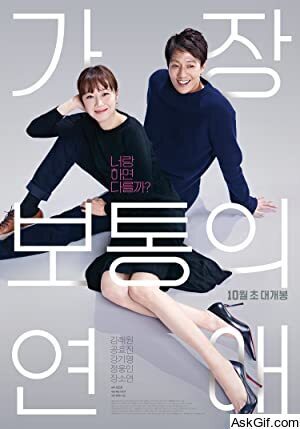 가장
너랑
하면
다를까?
보통의
10월 초 대개봉
김래원
공효진
강기영
정웅인
장소연
연애
AskGif.com